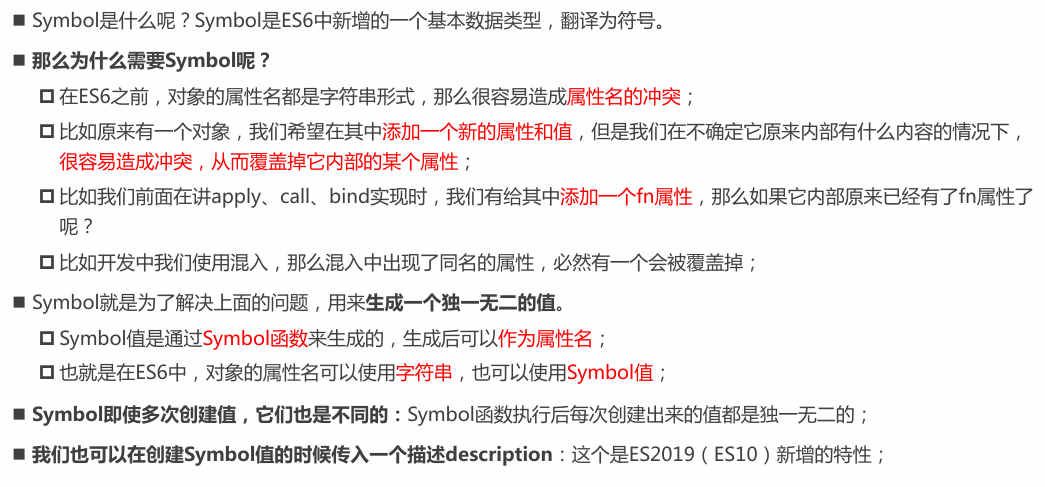 Symbol是什么呢？Symbol是ES6中新增的一个基本数据类型，翻译为符号。
那么为什么需要Symbol呢？
在ES6之前，对象的属性名都是字符串形式，那么很容易造成属性名的冲突；
比如原来有一个对象，我们希望在其中添加一个新的属性和值，但是我们在不确定它原来内部有什么内容的情况下，
很容易造成冲突，从而覆盖掉它内部的某个属性；
比如我们前面在讲apply、call、bind实现时，我们有给其中添加一个fn属性，那么如果它内部原来已经有了fn属性了
呢？
比如开发中我们使用混入，那么混入中出现了同名的属性，必然有一个会被覆盖掉；
Symbol就是为了解决上面的问题，用来生成一个独一无二的值。
Symbol值是通过Symbol函数来生成的，生成后可以作为属性名；
也就是在ES6中，对象的属性名可以使用字符串，也可以使用Symbol值；
Symbol即使多次创建值，它们也是不同的：Symbol函数执行后每次创建出来的值都是独一无二的；
我们也可以在创建Symbol值的时候传入一个描述description：这个是ES2019（ES10）新增的特性；